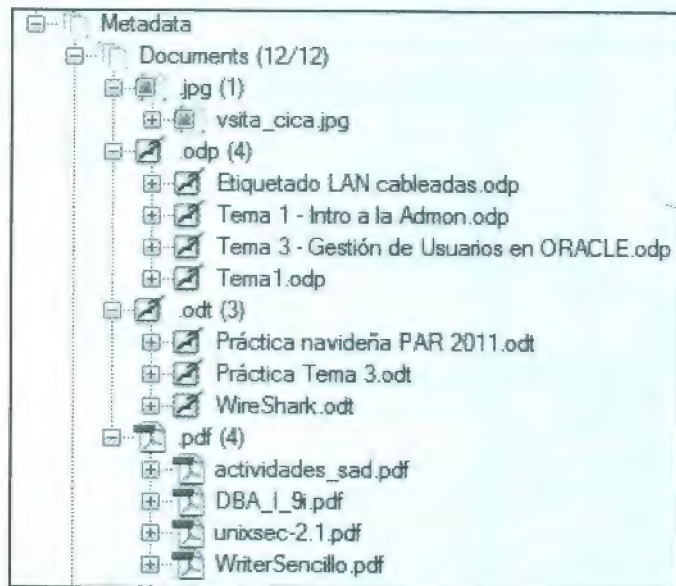 Metadata
Documents (12/12)
.jpg (1)
vsita_cica.jpg
.odp (4)
Etiquetado LAN cableadas.odp
Tema 1 - Intro a la Admon.odp
Tema 3 - Gestión de Usuarios en ORACLE.odp
Tema1.odp
.odt (3)
Práctica navideña PAR 2011.odt
Práctica Tema 3.odt
WireShark.odt
.pdf (4)
actividades_sad.pdf
DBA_I_9i.pdf
unixsec-2.1.pdf
WriterSencillo.pdf